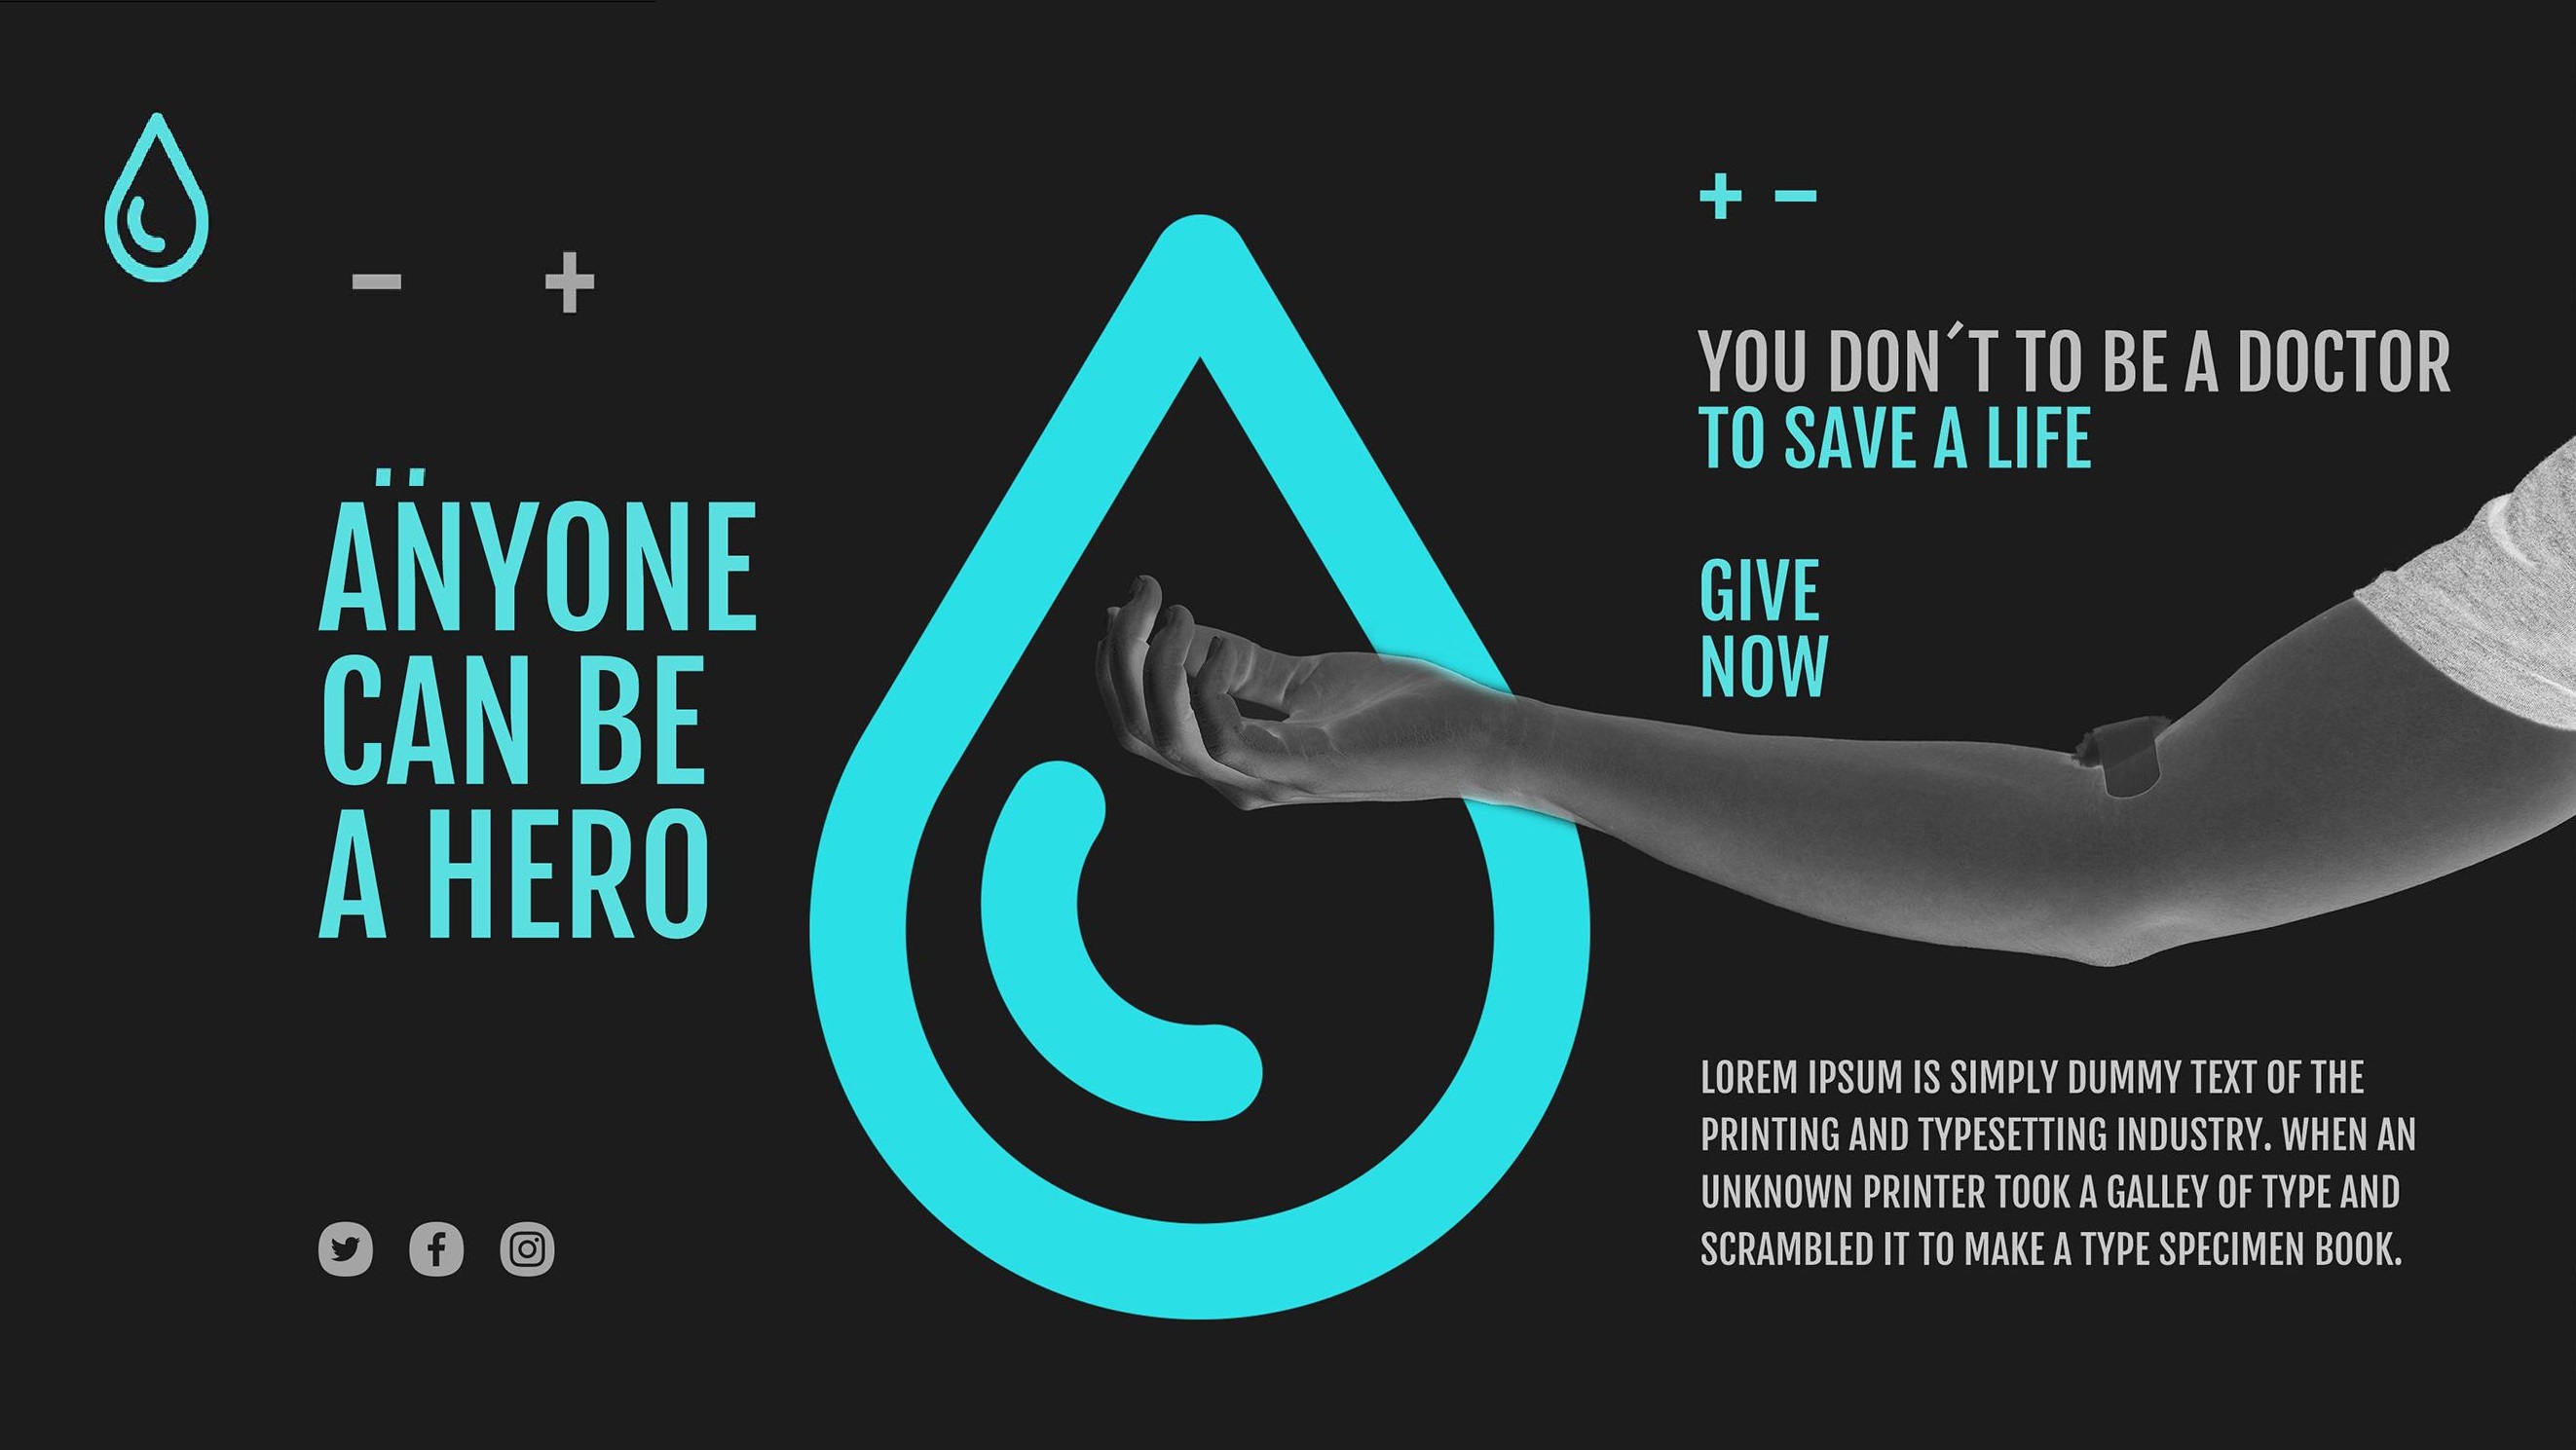 - +
¨
ANYONE
CAN BE
A HERO
+ -
YOU DON´T TO BE A DOCTOR
TO SAVE A LIFE
GIVE
NOW
LOREM IPSUM IS SIMPLY DUMMY TEXT OF THE
PRINTING AND TYPESETTING INDUSTRY. WHEN AN
UNKNOWN PRINTER TOOK A GALLEY OF TYPE AND
SCRAMBLED IT TO MAKE A TYPE SPECIMEN BOOK.